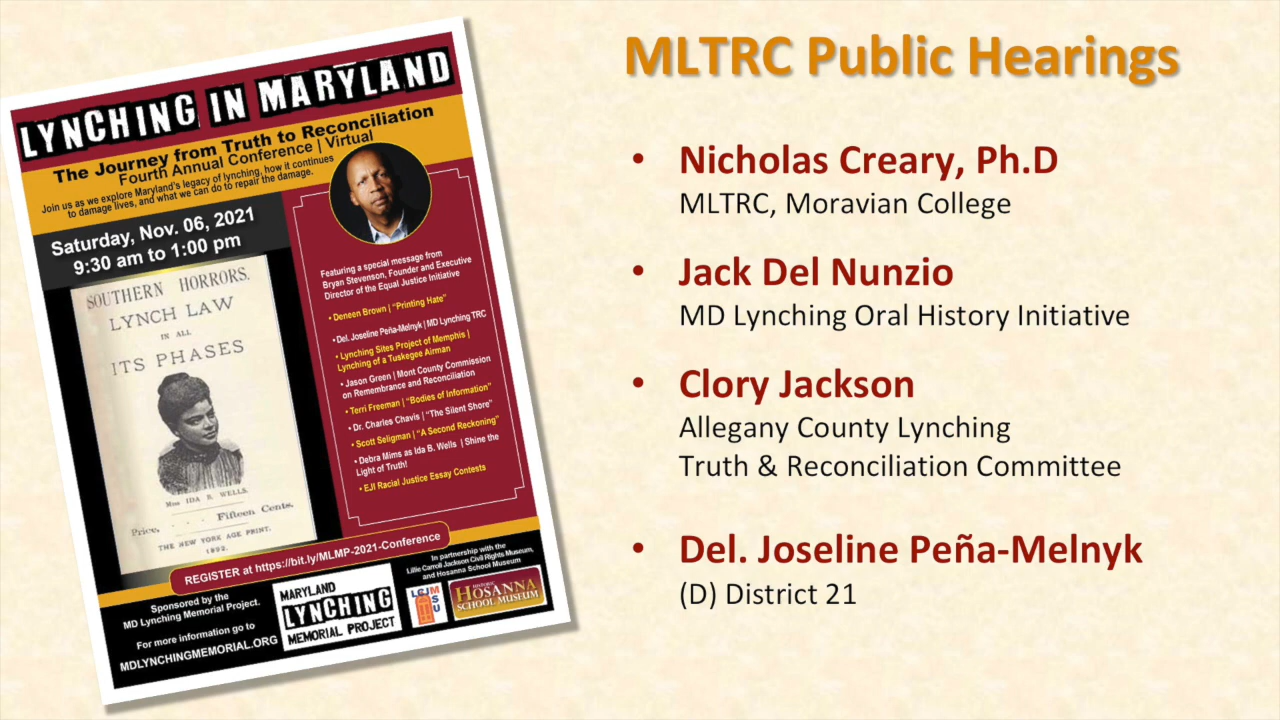 LYNCHING IN MARYLAND
The Journey from Truth to Reconciliation
Fourth Annual Conference | Virtual
Join us as we explore Maryland's legacy of lynching, how it continues
to damage lives, and what we can do to repair the damage.
Saturday, Nov. 06, 2021
9:30 am to 1:00 pm
SOUTHERN HORRORS.
LYNCH LAW
IN ALL
ITS PHASES
Miss IDA B. WELLS,
Price, . . . Fifteen Cents.
THE NEW YORK AGE PRINT,
1892.
Featuring a special message from
Bryan Stevenson, Founder and Executive
Director of the Equal Justice Initiative
• Deneen Brown | “Printing Hate”
• Del. Joseline Peña-Melnyk | MD Lynching TRC
• Lynching Sites Project of Memphis |
Lynching of a Tuskegee Airman
• Jason Green | Mont County Commission
on Remembrance and Reconciliation
• Terri Freeman | “Bodies of Information”
• Dr. Charles Chavis | “The Silent Shore”
• Scott Seligman | “A Second Reckoning”
• Debra Mims as Ida B. Wells | Shine the
Light of Truth!
• EJI Racial Justice Essay Contests
REGISTER at https://bit.ly/MLMP-2021-Conference
Sponsored by the
MD Lynching Memorial Project.
For more information go to
MDLYNCHINGMEMORIAL.ORG
MARYLAND
LYNCHING
MEMORIAL PROJECT
In partnership with the
Lillie Carroll Jackson Civil Rights Museum,
and Hosanna School Museum
LCJM
S
U
HISTORIC
HOSANNA
SCHOOL MUSEUM
MLTRC Public Hearings
• Nicholas Creary, Ph.D
MLTRC, Moravian College
• Jack Del Nunzio
MD Lynching Oral History Initiative
• Clory Jackson
Allegany County Lynching
Truth & Reconciliation Committee
• Del. Joseline Peña-Melnyk
(D) District 21